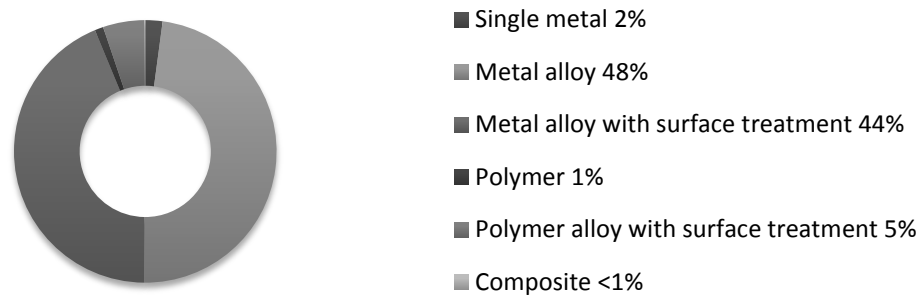 Single metal 2%
Metal alloy 48%
Metal alloy with surface treatment 44%
Polymer 1%
Polymer alloy with surface treatment 5%
Composite <1%